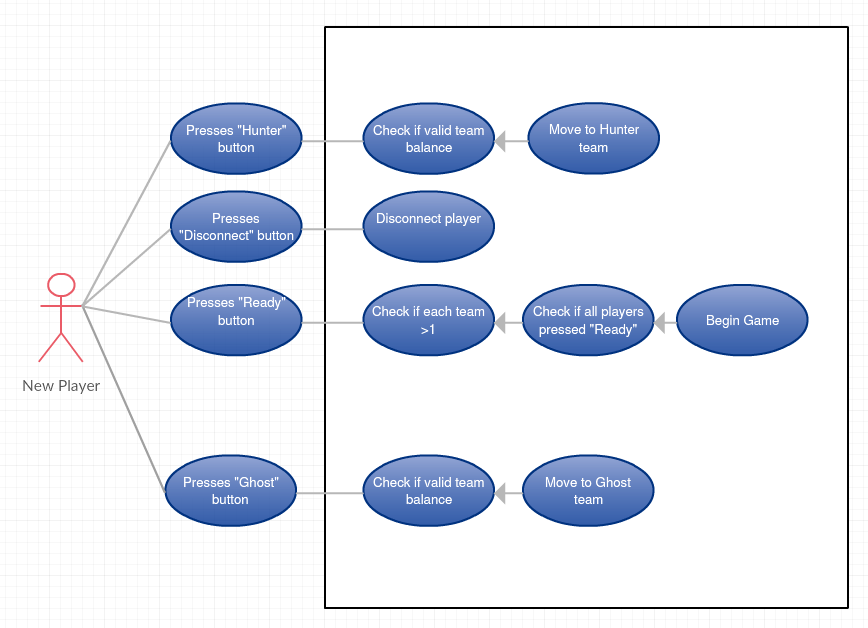 Presses "Hunter"
button
Check if valid team
balance
Move to Hunter
team
Presses
"Disconnect" button
Disconnect player
Presses "Ready"
button
Check if each team
>1
Check if all players
pressed "Ready"
Begin Game
New Player
Presses "Ghost"
button
Check if valid team
balance
Move to Ghost
team